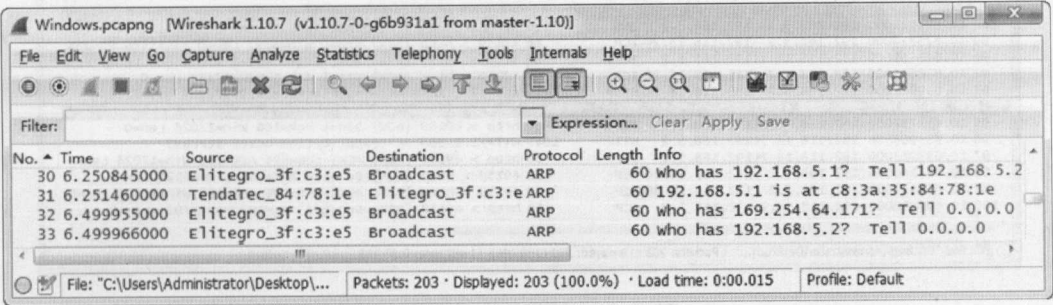 Windows.pcapng [Wireshark 1.10.7 (v1.10.7-0-g6b931a1 from master-1.10)]
File Edit View Go Capture Analyze Statistics Telephony Tools Internals Help
Filter: Expression... Clear Apply Save
No. Time Source Destination Protocol Length Info
30 6.250845000 Elitegro_3f:c3:e5 Broadcast ARP 60 Who has 192.168.5.1? Tell 192.168.5.2
31 6.251460000 TendaTec_84:78:1e Elitegro_3f:c3:e ARP 60 192.168.5.1 is at c8:3a:35:84:78:1e
32 6.499955000 Elitegro_3f:c3:e5 Broadcast ARP 60 Who has 169.254.64.171? Tell 0.0.0.0
33 6.499966000 Elitegro_3f:c3:e5 Broadcast ARP 60 Who has 192.168.5.2? Tell 0.0.0.0
File: "C:\Users\Administrator\Desktop\... Packets: 203 · Displayed: 203 (100.0%) · Load time: 0:00.015 Profile: Default